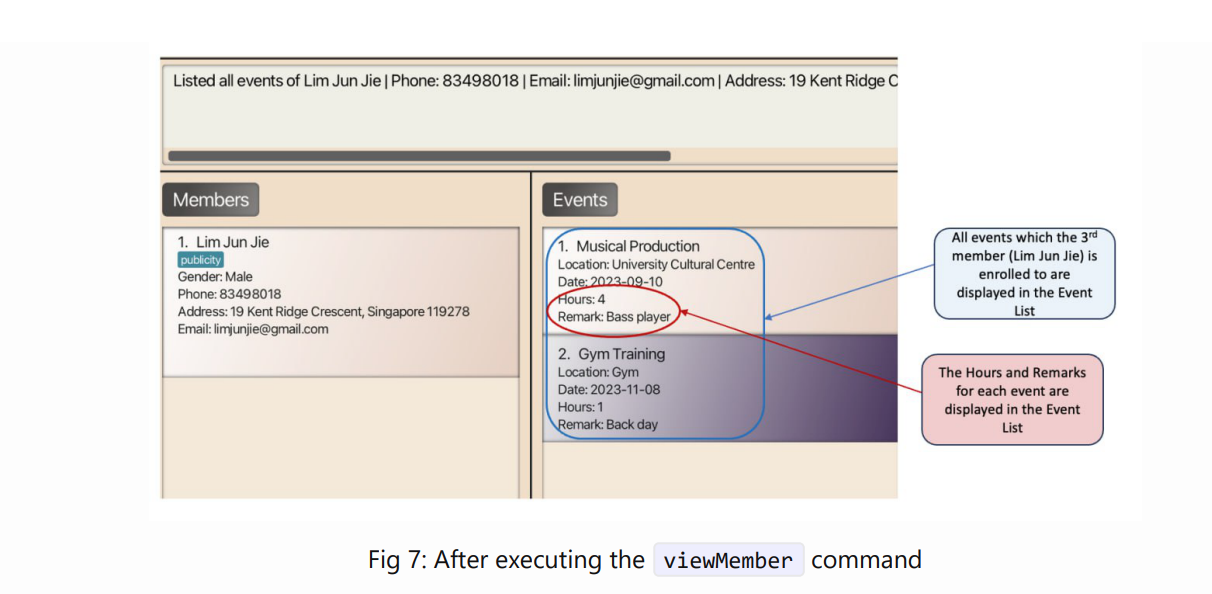 Listed all events of Lim Jun Jie | Phone: 83498018 | Email: limjunjie@gmail.com | Address: 19 Kent Ridge C
Members
1. Lim Jun Jie
publicity
Gender: Male
Phone: 83498018
Address: 19 Kent Ridge Crescent, Singapore 119278
Email: limjunjie@gmail.com
Events
1. Musical Production
Location: University Cultural Centre
Date: 2023-09-10
Hours: 4
Remark: Bass player
2. Gym Training
Location: Gym
Date: 2023-11-08
Hours: 1
Remark: Back day
All events which the 3rd
member (Lim Jun Jie) is
enrolled to are
displayed in the Event
List
The Hours and Remarks
for each event are
displayed in the Event
List
Fig 7: After executing the viewMember command